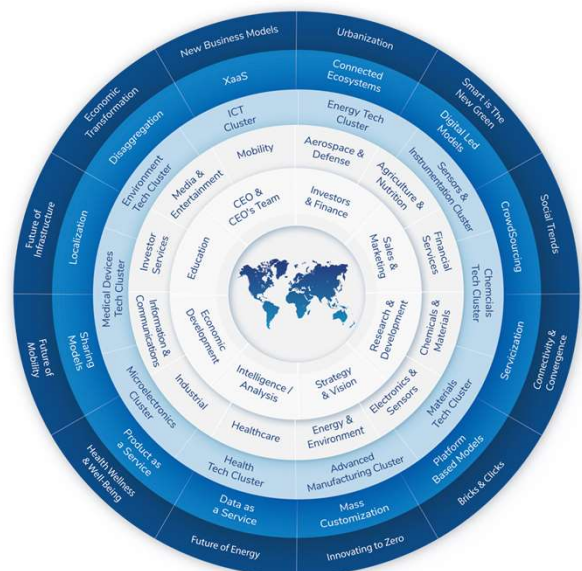 New Business Models
Urbanization
Smart is The
New Green
Social Trends
Connectivity &
Convergence
Bricks & Clicks
Innovating to Zero
Future of Energy
Health Wellness
& Well-Being
Future of
Mobility
Future of
Infrastructure
Economic
Transformation
XaaS
Connected
Ecosystems
Digital Led
Models
CrowdSourcing
Servicization
Platform
Based Models
Mass
Customization
Data as
a Service
Product as
a Service
Sharing
Models
Localization
Disaggregation
ICT
Cluster
Energy Tech
Cluster
Sensors &
Instrumentation Cluster
Chemcials
Tech Cluster
Materials
Tech Cluster
Advanced
Manufacturing Cluster
Health
Tech Cluster
Microelectronics
Cluster
Medical Devices
Tech Cluster
Environment
Tech Cluster
Mobility
Aerospace &
Defense
Agriculture &
Nutrition
Financial
Services
Chemicals &
Materials
Electronics &
Sensors
Energy &
Environment
Healthcare
Industrial
Information &
Communications
Investor
Services
Media &
Entertainment
CEO &
CEO's Team
Investors
& Finance
Sales &
Marketing
Research &
Development
Strategy
& Vision
Intelligence /
Analysis
Economic
Development
Education